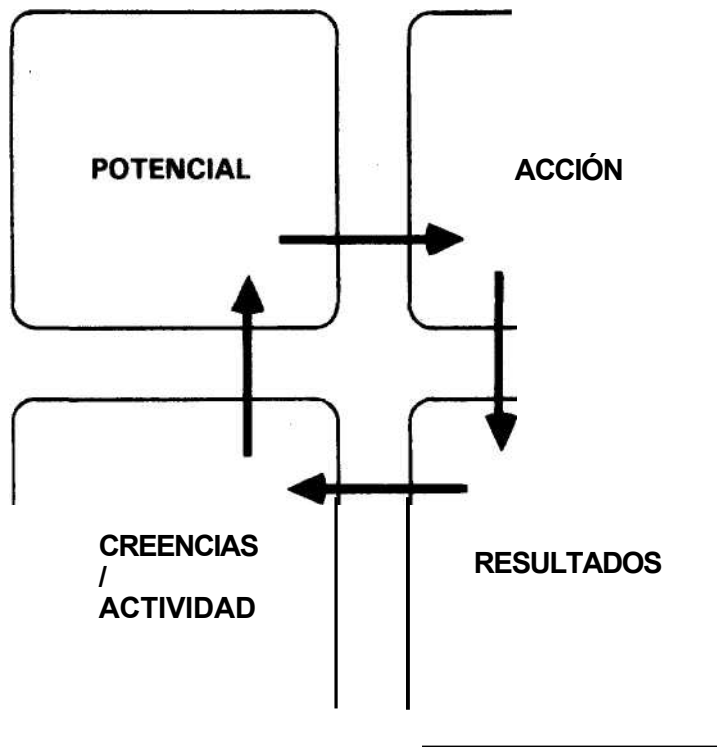 POTENCIAL
ACCIÓN
CREENCIAS
/
ACTIVIDAD
RESULTADOS